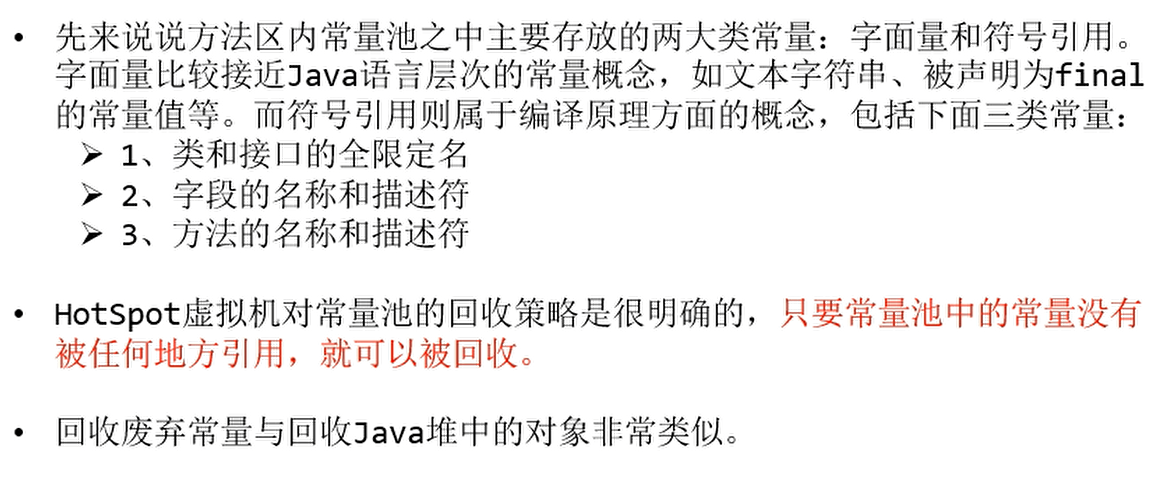 • 先来说说方法区内常量池之中主要存放的两大类常量：字面量和符号引用。
字面量比较接近Java语言层次的常量概念，如文本字符串、被声明为final
的常量值等。而符号引用则属于编译原理方面的概念，包括下面三类常量：
➢ 1、类和接口的全限定名
➢ 2、字段的名称和描述符
➢ 3、方法的名称和描述符
• HotSpot虚拟机对常量池的回收策略是很明确的，只要常量池中的常量没有
被任何地方引用，就可以被回收。
• 回收废弃常量与回收Java堆中的对象非常类似。